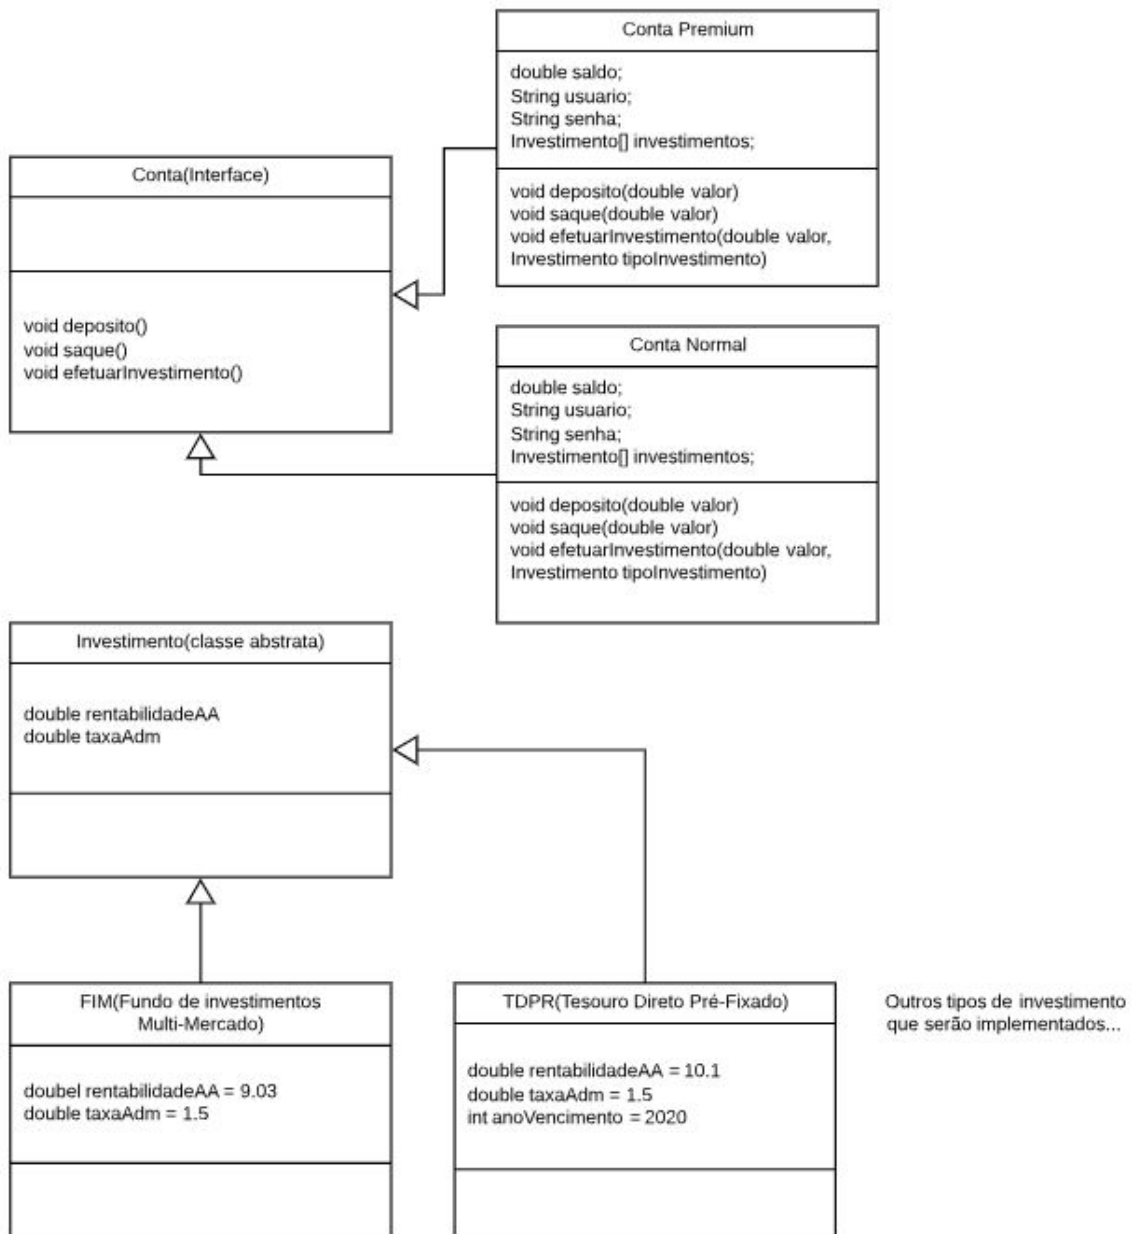 Conta Premium
double saldo;
String usuario;
String senha;
Investimento[] investimentos;
void deposito(double valor)
void saque(double valor)
void efetuarInvestimento(double valor,
Investimento tipoInvestimento)
Conta(Interface)
void deposito()
void saque()
void efetuarInvestimento()
Conta Normal
double saldo;
String usuario;
String senha;
Investimento[] investimentos;
void deposito(double valor)
void saque(double valor)
void efetuarInvestimento(double valor,
Investimento tipoInvestimento)
Investimento(classe abstrata)
double rentabilidadeAA
double taxaAdm
FIM(Fundo de investimentos
Multi-Mercado)
doubel rentabilidadeAA = 9.03
double taxaAdm = 1.5
TDPR(Tesouro Direto Pré-Fixado)
double rentabilidadeAA = 10.1
double taxaAdm = 1.5
int anoVencimento = 2020
Outros tipos de investimento
que serão implementados...